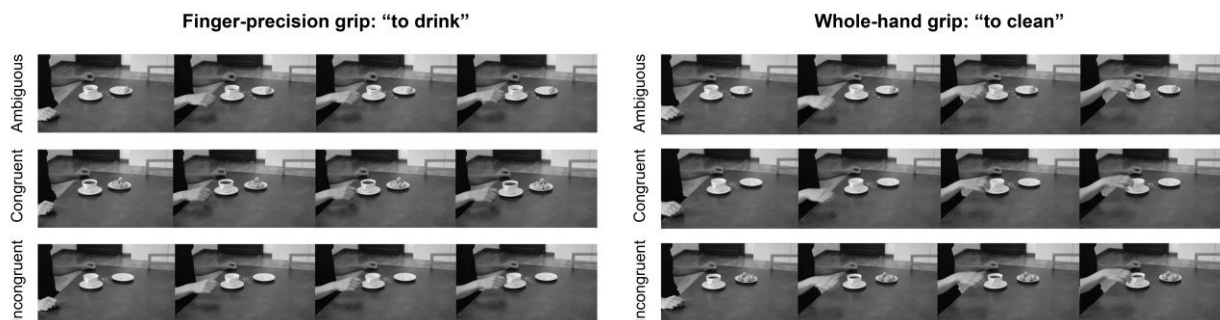 Finger-precision grip: “to drink”
Ambiguous
Congruent
ncongruent
Whole-hand grip: “to clean”
Ambiguous
Congruent
ncongruent